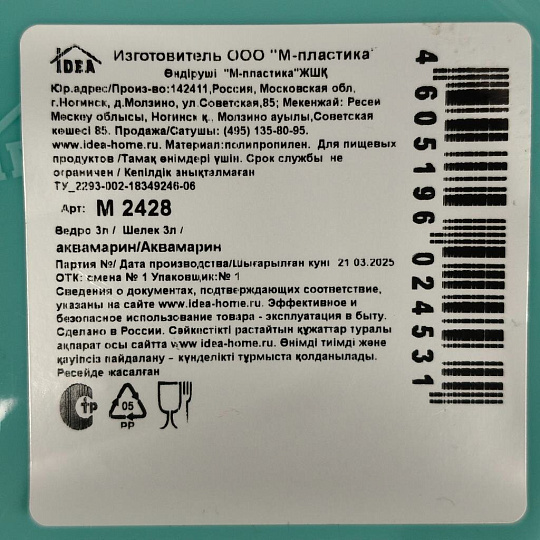 IDEA
Изготовитель ООО "М-пластика"
Өндіруші "М-пластика"ЖШҚ
Юр.адрес/Произ-во:142411,Россия, Московская обл,
г.Ногинск, д.Молзино, ул.Советская,85; Мекенжай: Ресей
Мәскеу облысы, Ногинск қ., Молзино ауылы,Советская
көшесі 85. Продажа/Сатушы: (495) 135-80-95.
www.idea-home.ru. Материал:полипропилен. Для пищевых
продуктов /Тамақ өнімдері үшін. Срок службы не
ограничен / Кепілдік анықталмаған
ТУ_2293-002-18349246-06
Арт: М 2428
Ведро 3л / Шелек 3л /
аквамарин/Аквамарин
Партия №/ Дата производства/Шығарылған күні 21 03.2025
ОТК: смена № 1 Упаковщик:№ 1
Сведения о документах, подтверждающих соответствие,
указаны на сайте www.idea-home.ru. Эффективное и
безопасное использование товара - эксплуатация в быту.
Сделано в России. Сәйкістікті растайтын құжаттар туралы
ақпарат осы сайтта www idea-home.ru. Өнімді тиімді және
қауіпсіз пайдалану - күнделікті тұрмыста қолданылады.
Ресейде жасалған
05
PP
4 605196 024531